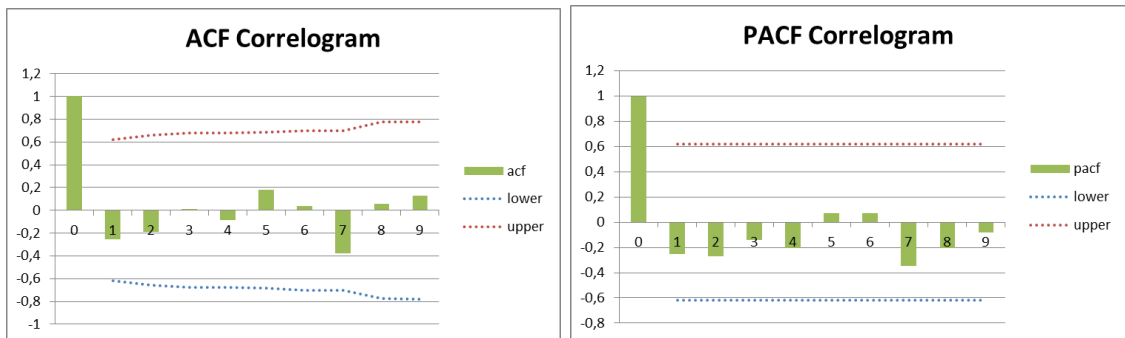 ACF Correlogram
1,2
1
0,8
0,6
0,4
0,2
0
-0,2
-0,4
-0,6
-0,8
-1
0 1 2 3 4 5 6 7 8 9
acf
lower
upper
PACF Correlogram
1,2
1
0,8
0,6
0,4
0,2
0
-0,2
-0,4
-0,6
-0,8
0 1 2 3 4 5 6 7 8 9
pacf
lower
upper